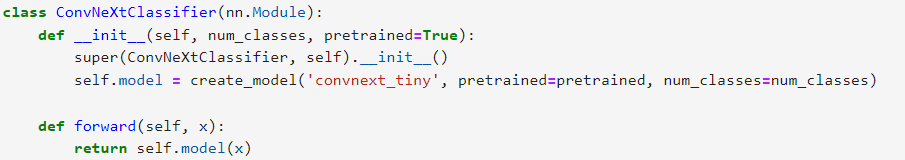 class ConvNeXtClassifier(nn.Module):
    def __init__(self, num_classes, pretrained=True):
        super(ConvNeXtClassifier, self).__init__()
        self.model = create_model('convnext_tiny', pretrained=pretrained, num_classes=num_classes)

    def forward(self, x):
        return self.model(x)